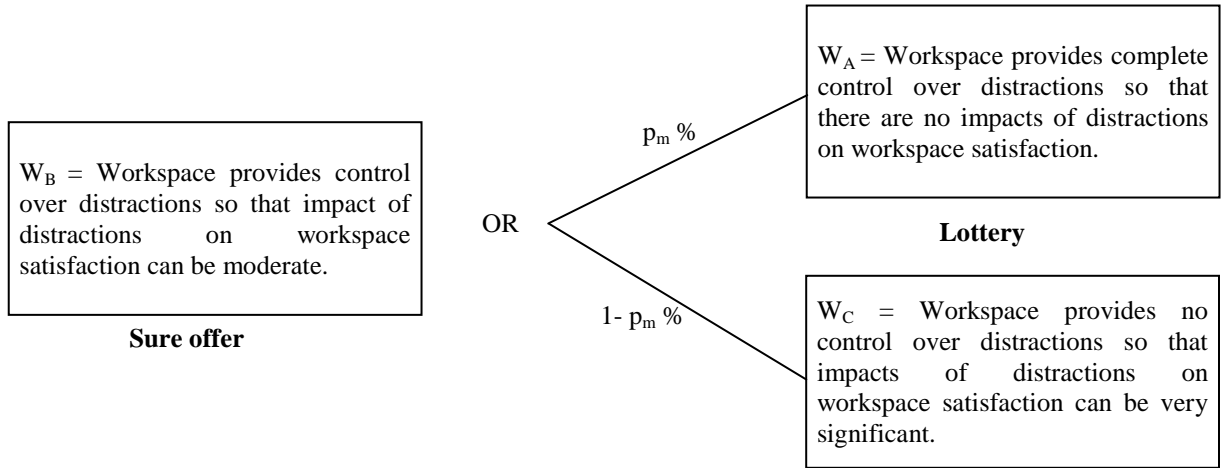 W_B = Workspace provides control
over distractions so that impact of
distractions on workspace
satisfaction can be moderate.
Sure offer
OR
p_m %
1- p_m %
W_A = Workspace provides complete
control over distractions so that
there are no impacts of distractions
on workspace satisfaction.
Lottery
W_C = Workspace provides no
control over distractions so that
impacts of distractions on
workspace satisfaction can be very
significant.